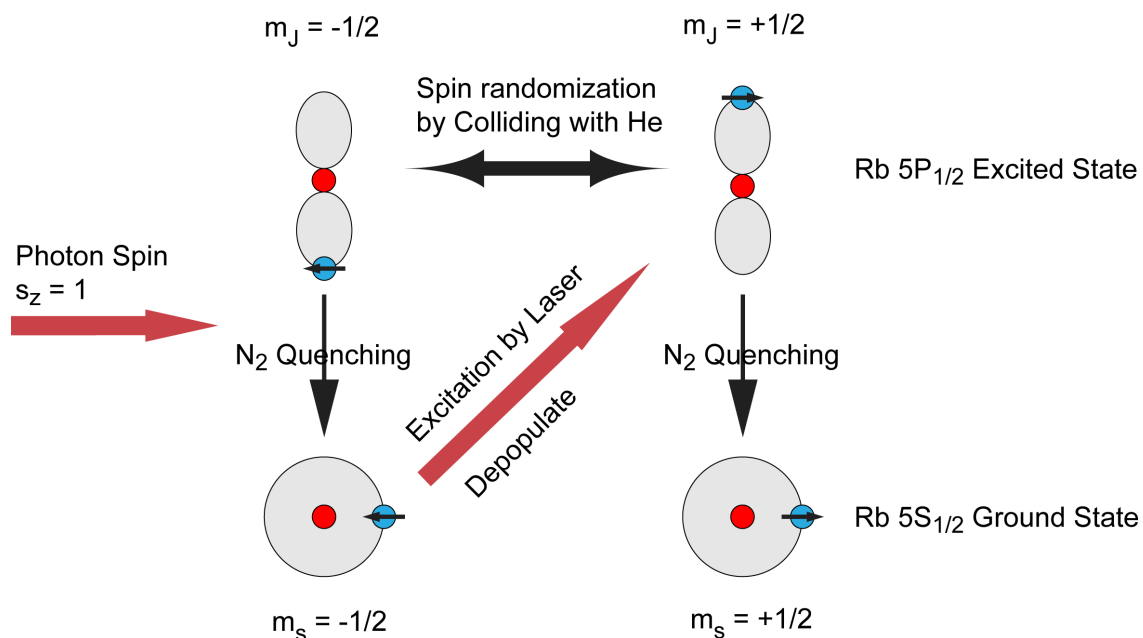 m_J = -1/2
m_J = +1/2
Spin randomization
by Colliding with He
Rb 5P_1/2 Excited State
Photon Spin
s_z = 1
N_2 Quenching
Excitation by Laser
Depopulate
N_2 Quenching
Rb 5S_1/2 Ground State
m_s = -1/2
m_s = +1/2